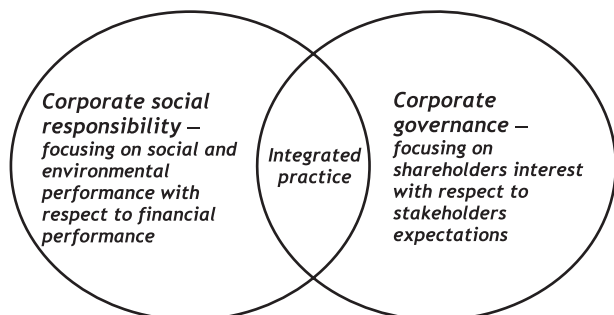 Corporate social
responsibility –
focusing on social and
environmental
performance with
respect to financial
performance
Integrated
practice
Corporate
governance –
focusing on
shareholders interest
with respect to
stakeholders
expectations